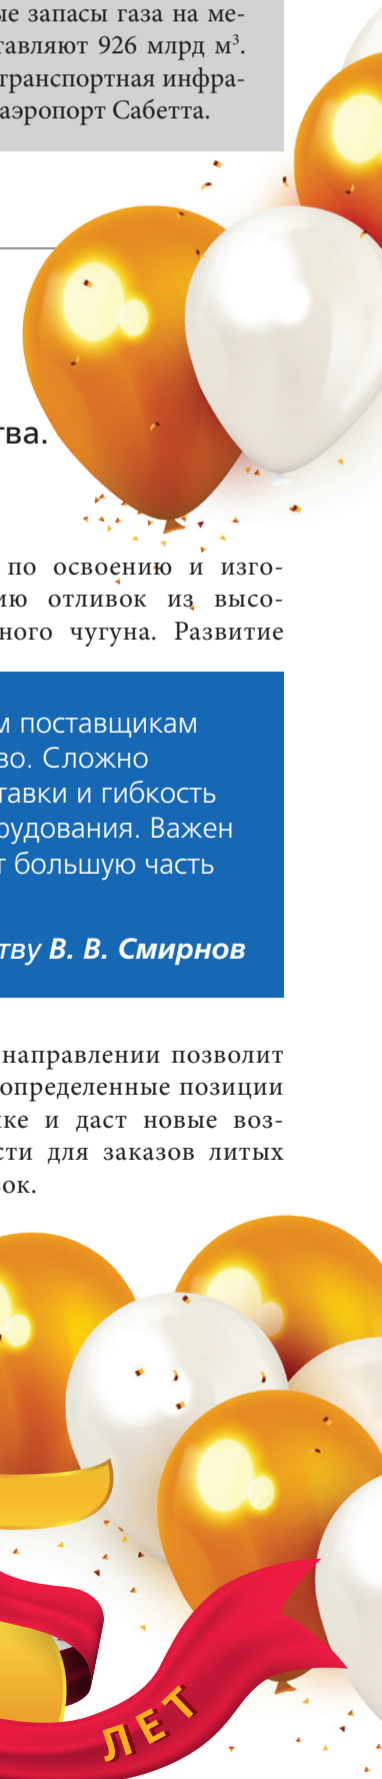 ые запасы газа на ме-
тавляют 926 млрд м³.
транспортная инфра-
аэропорт Сабетта.
тва.
по освоению и изго-
ию отливок из высо-
ного чугуна. Развитие
м поставщикам
во. Сложно
тавки и гибкость
рудования. Важен
т большую часть
тву В. В. Смирнов
направлении позволит
определенные позиции
ке и даст новые воз-
сти для заказов литых
ок.
ЛЕТ